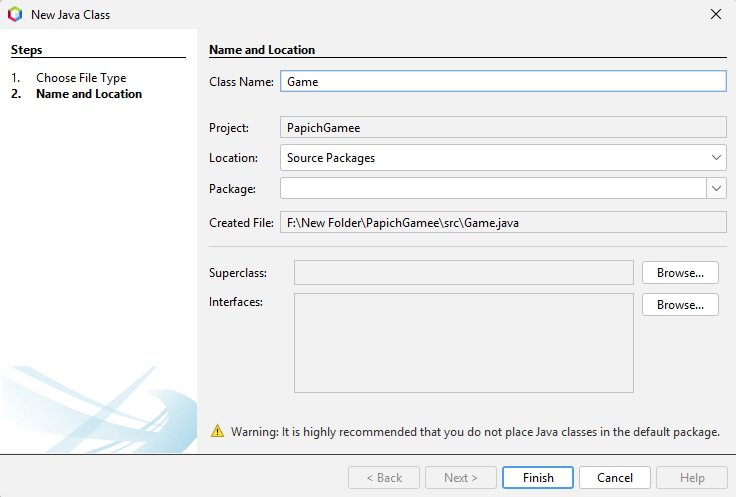 New Java Class
Steps
1. Choose File Type
2. Name and Location
Name and Location
Class Name: Game
Project: PapichGamee
Location: Source Packages
Package:
Created File: F:\New Folder\PapichGamee\src\Game.java
Superclass: Browse...
Interfaces: Browse...
Warning: It is highly recommended that you do not place Java classes in the default package.
< Back Next > Finish Cancel Help